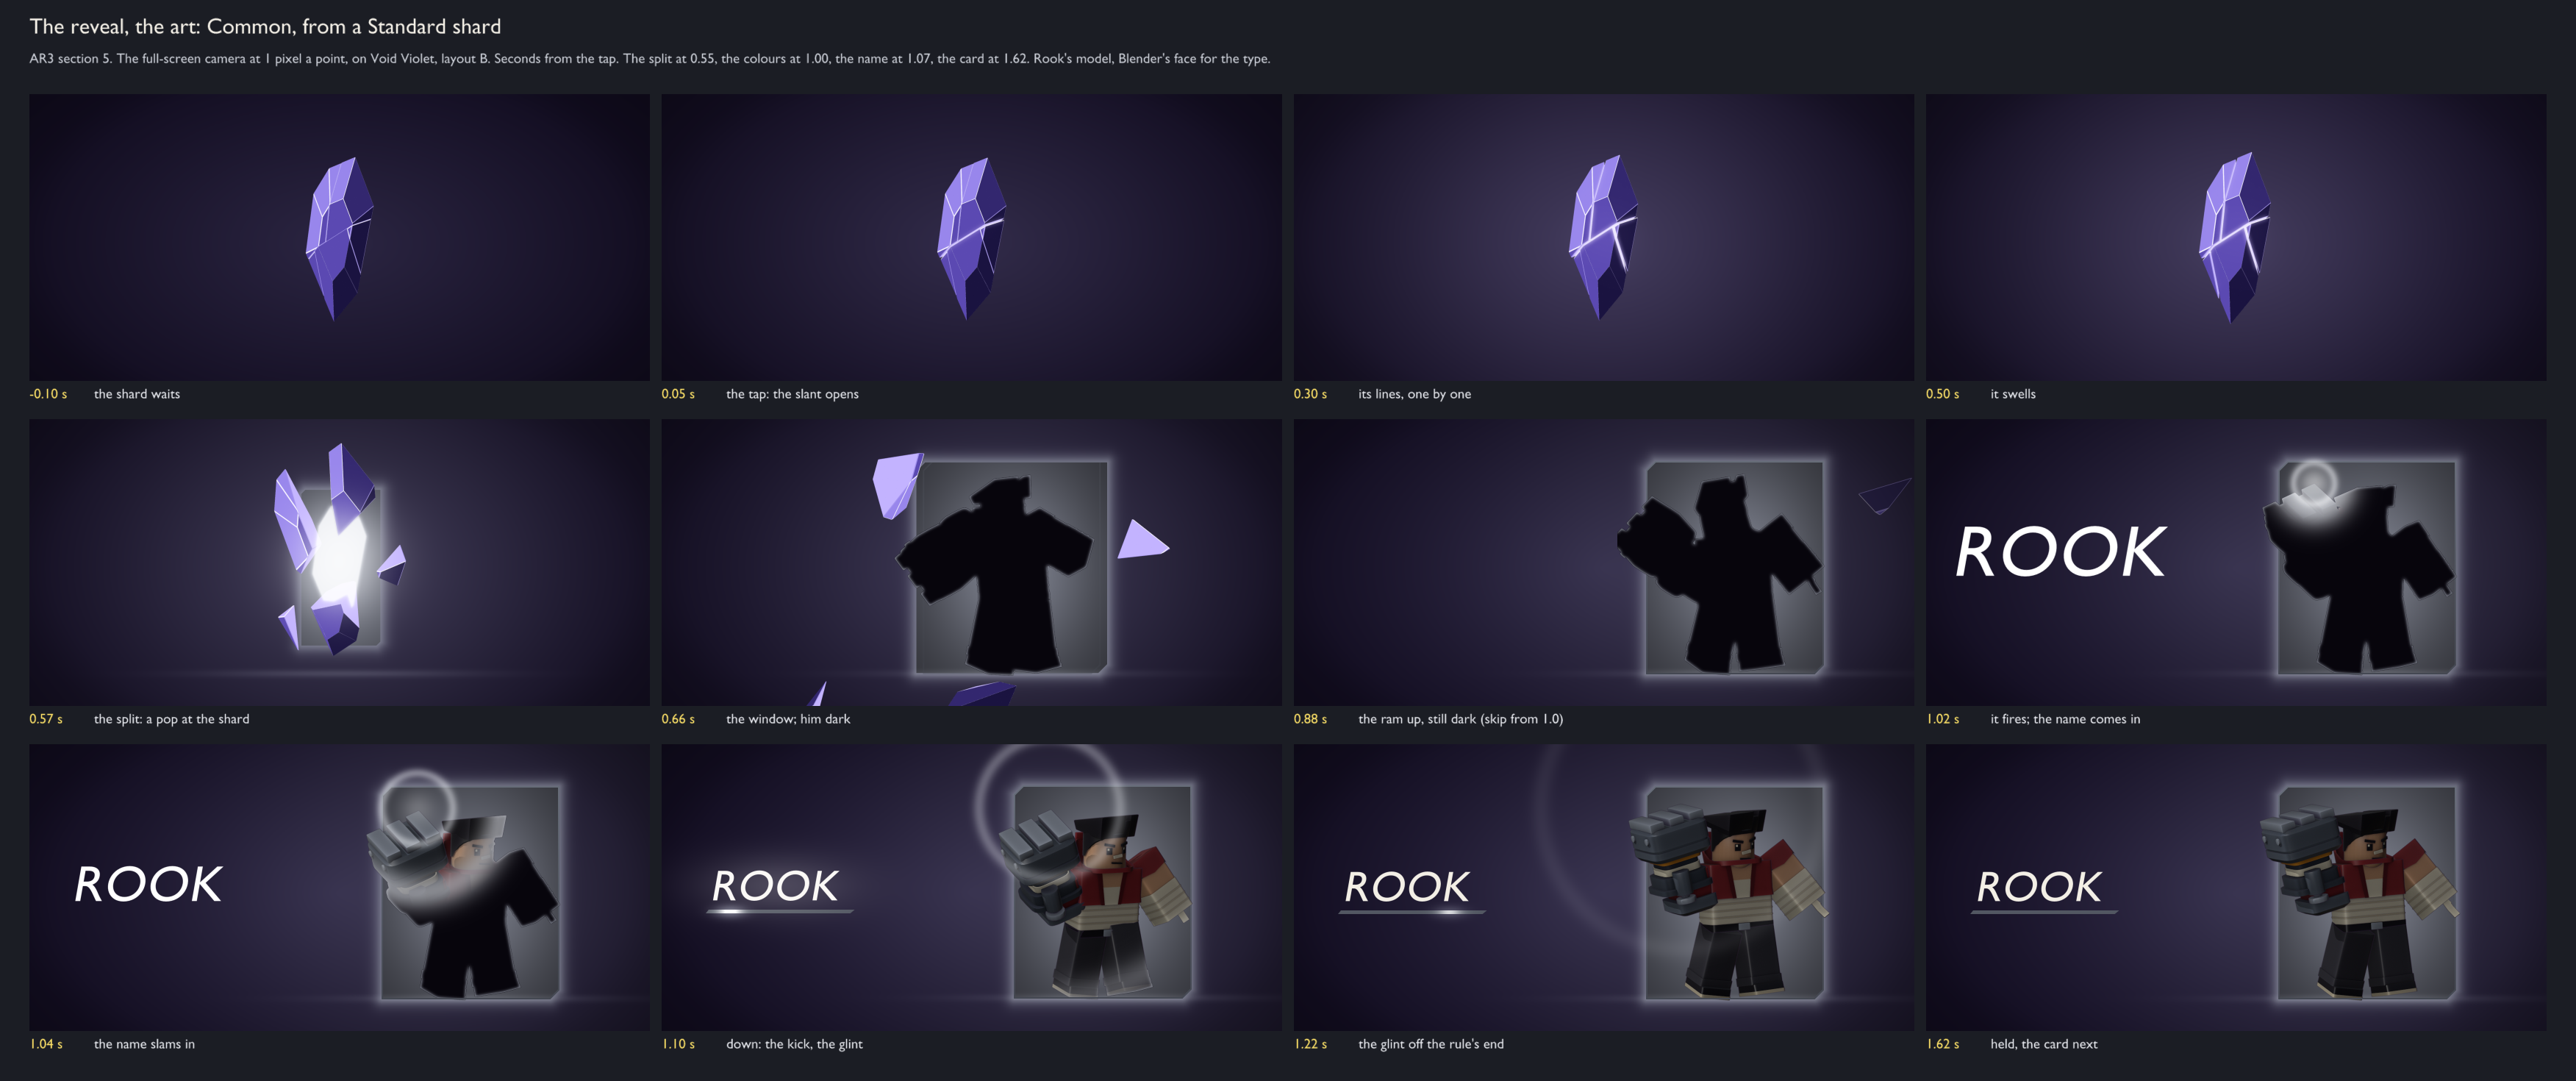 The reveal, the art: Common, from a Standard shard
AR3 section 5. The full-screen camera at 1 pixel a point, on Void Violet, layout B. Seconds from the tap. The split at 0.55, the colours at 1.00, the name at 1.07, the card at 1.62. Rook's model, Blender's face for the type.
-0.10 s the shard waits
0.05 s the tap: the slant opens
0.30 s its lines, one by one
0.50 s it swells
ROOK
0.57 s the split: a pop at the shard
0.66 s the window; him dark
0.88 s the ram up, still dark (skip from 1.0)
1.02 s it fires; the name comes in
ROOK
ROOK
ROOK
ROOK
1.04 s the name slams in
1.10 s down: the kick, the glint
1.22 s the glint off the rule's end
1.62 s held, the card next